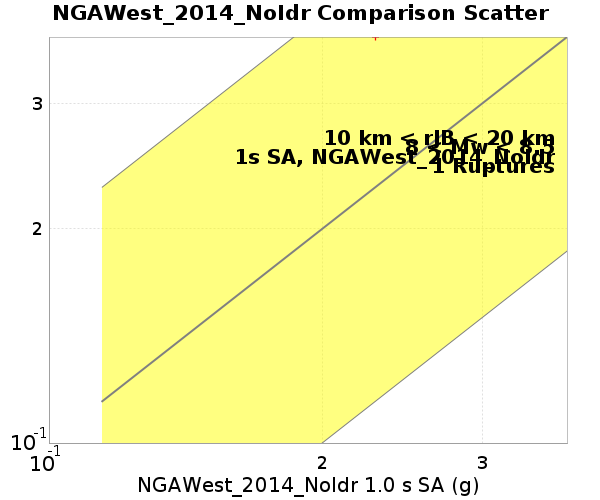 NGAWest_2014_NoIdr Comparison Scatter
3
10 km < rJB < 20 km
8 < Mw < 8.5
1s SA, NGAWest_2014_NoIdr
1 Ruptures
2
10-1
10-1
2
3
NGAWest_2014_NoIdr 1.0 s SA (g)